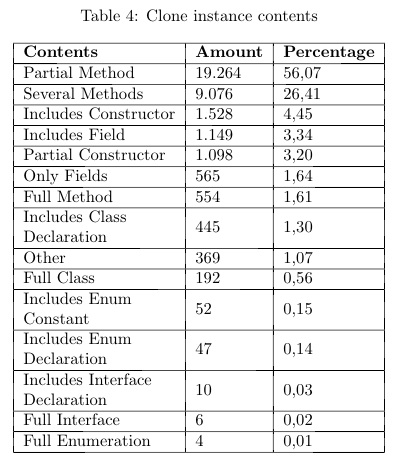 Table 4: Clone instance contents
Contents Amount Percentage
Partial Method 19.264 56,07
Several Methods 9.076 26,41
Includes Constructor 1.528 4,45
Includes Field 1.149 3,34
Partial Constructor 1.098 3,20
Only Fields 565 1,64
Full Method 554 1,61
Includes Class
Declaration 445 1,30
Other 369 1,07
Full Class 192 0,56
Includes Enum
Constant 52 0,15
Includes Enum
Declaration 47 0,14
Includes Interface
Declaration 10 0,03
Full Interface 6 0,02
Full Enumeration 4 0,01